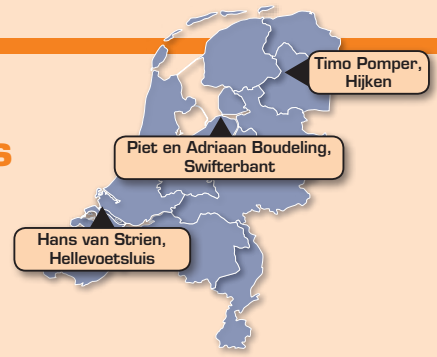 Timo Pomper,
Hijken
Piet en Adriaan Boudeling,
Swifterbant
s
Hans van Strien,
Hellevoetsluis